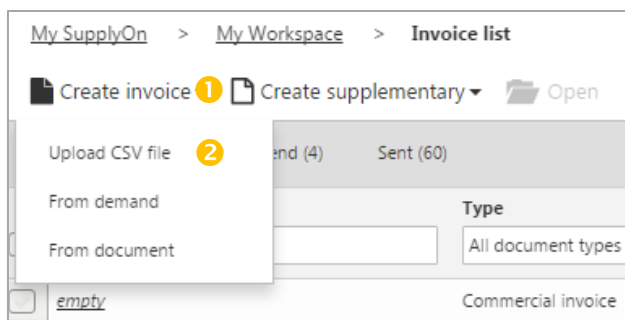 My SupplyOn > My Workspace > Invoice list
Create invoice 1 Create supplementary Open
Upload CSV file 2 end (4) Sent (60)
From demand
Type
From document All document types
empty Commercial invoice